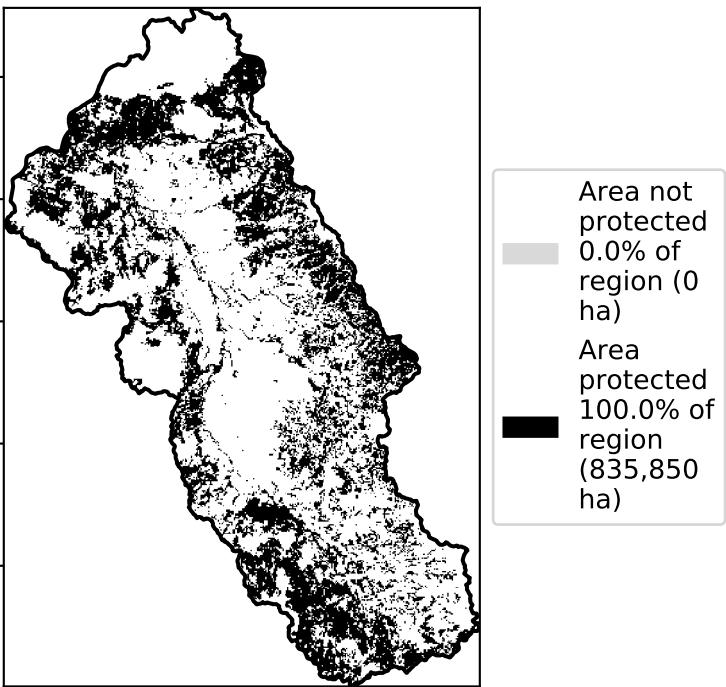 Area not
protected
0.0% of
region (0
ha)
Area
protected
100.0% of
region
(835,850
ha)